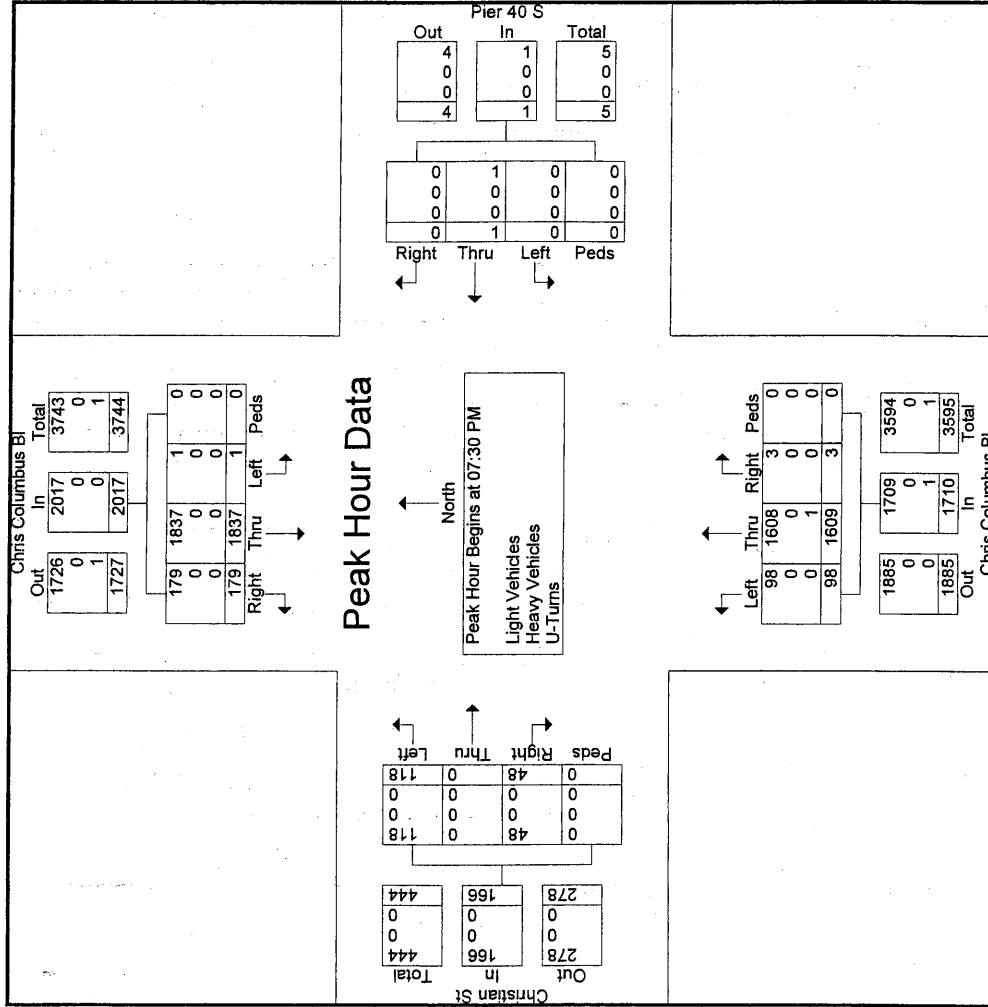 Pier 40 S
Out In Total
4 1 5
0 0 0
0 0 0
4 1 5
0 1 0 0
0 0 0 0
0 0 0 0
0 1 0 0
Right Thru Left Peds
Chris Columbus Bl
Out In Total
1726 2017 3743
0 0 0
1 0 1
1727 2017 3744
179 1837 1 0
0 0 0 0
0 0 0 0
179 1837 1 0
Right Thru Left Peds
Peak Hour Data
North
Peak Hour Begins at 07:30 PM
Light Vehicles
Heavy Vehicles
U-Turns
Left Thru Right Peds
98 1608 3 0
0 0 0 0
0 1 0 0
98 1609 3 0
1885 1709 3594
0 0 0
0 1 1
1885 1710 3595
Out In Total
Chris Columbus Bl
Left Thru Right Peds
118 0 48 0
0 0 0 0
0 0 0 0
118 0 48 0
444 166 278
0 0 0
0 0 0
444 166 278
Total In Out
Christian St